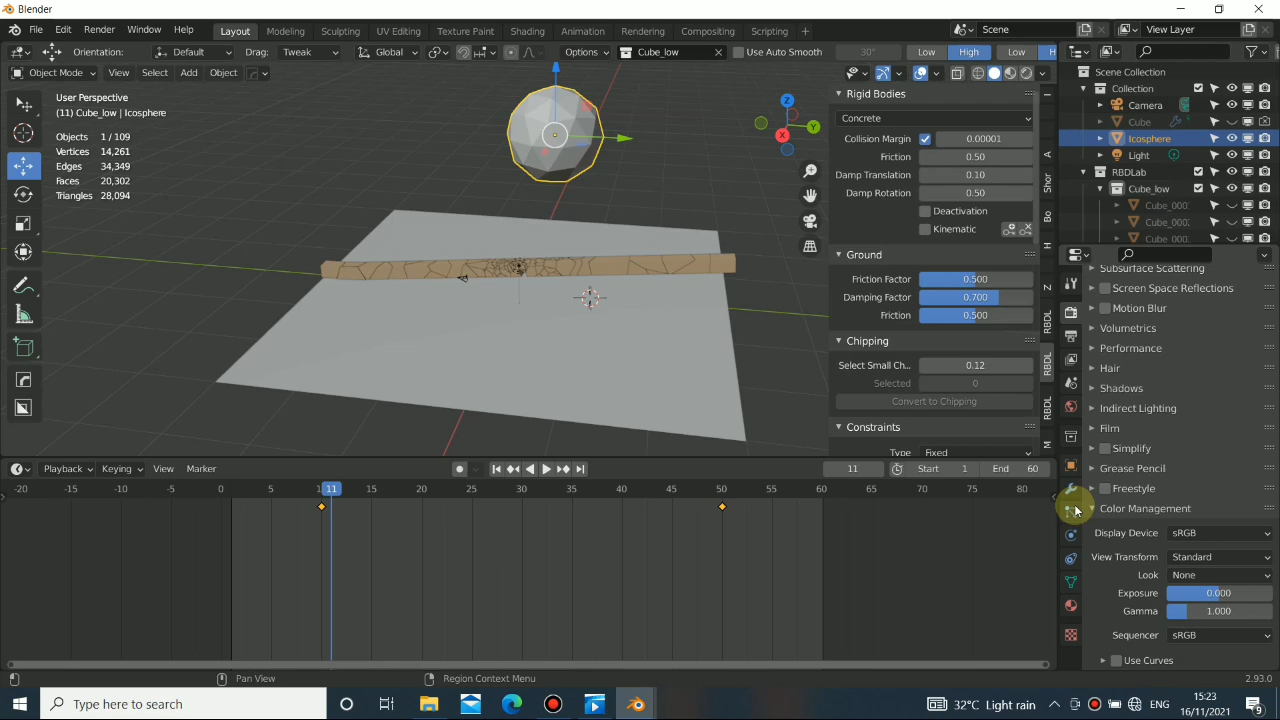 Blender
File Edit Render Window Help
Layout Modeling Sculpting UV Editing Texture Paint Shading Animation Rendering Compositing Scripting +
Scene View Layer
Orientation: Default Drag: Tweak Global Options Cube_low Use Auto Smooth 30° Low High Low H
Object Mode View Select Add Object
User Perspective
(11) Cube_low | Icosphere
Objects 1 / 109
Vertices 14,261
Edges 34,349
Faces 20,302
Triangles 28,094
X
Y
Z
Rigid Bodies
Concrete
Collision Margin 0.00001
Friction 0.50
Damp Translation 0.10
Damp Rotation 0.50
Deactivation
Kinematic
Ground
Friction Factor 0.500
Damping Factor 0.700
Friction 0.500
Chipping
Select Small Ch... 0.12
Selected 0
Convert to Chipping
Constraints
Type Fixed
I
A
Shor
Bo
H
Z
RBDL
RBDL
RBDL
M
Scene Collection
Collection
Camera
Cube
Icosphere
Light
RBDLab
Cube_low
Cube_000
Cube_000
Cube_000
Subsurface Scattering
Screen Space Reflections
Motion Blur
Volumetrics
Performance
Hair
Shadows
Indirect Lighting
Film
Simplify
Grease Pencil
Freestyle
Color Management
Display Device sRGB
View Transform Standard
Look None
Exposure 0.000
Gamma 1.000
Sequencer sRGB
Use Curves
Playback Keying View Marker 11 Start 1 End 60
-20 -15 -10 -5 0 5 1 11 15 20 25 30 35 40 45 50 55 60 65 70 75 80
Pan View Region Context Menu 2.93.0
Type here to search
32°C Light rain
15:23
16/11/2021